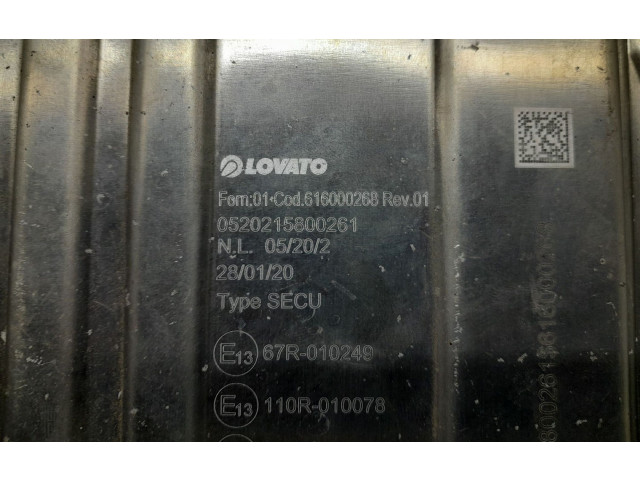 LOVATO
Forn:01•Cod.616000268 Rev.01
0520215800261
N.L. 05/20/2
28/01/20
Type SECU
E13 67R-010249
E13 110R-010078